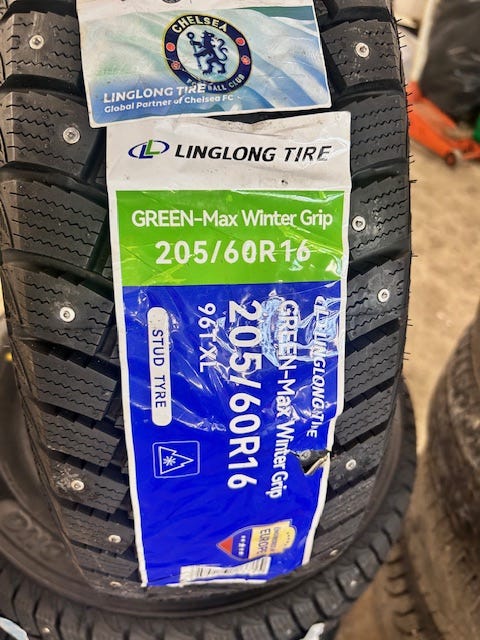 CHELSEA
FOOTBALL CLUB
LINGLONG TIRE
Global Partner of Chelsea FC
LINGLONG TIRE
GREEN-Max Winter Grip
205/60R16
LINGLONG TIRE
GREEN-Max Winter Grip
205/60R16
96T XL
STUD TYRE
EUROPE